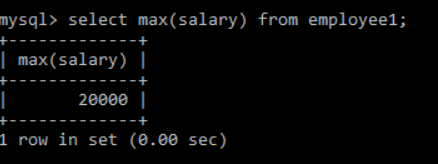 mysql> select max(salary) from employee1;
+-------------+
| max(salary) |
+-------------+
|       20000 |
+-------------+
1 row in set (0.00 sec)